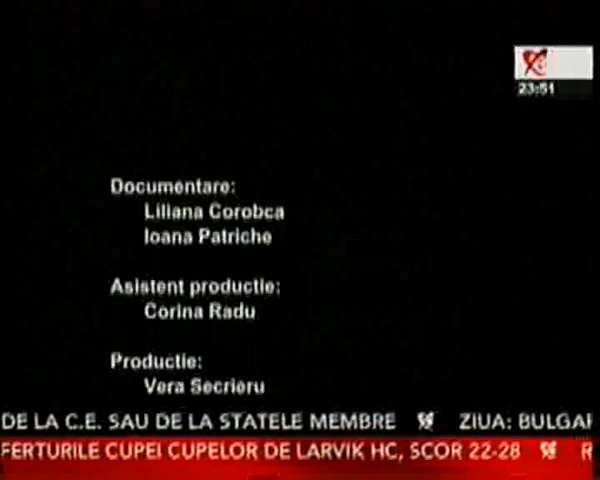 23:51
Documentare:
Liliana Corobca
Ioana Patriche
Asistent productie:
Corina Radu
Productie:
Vera Secrieru
DE LA C.E. SAU DE LA STATELE MEMBRE ZIUA: BULGAR
FERTURILE CUPEI CUPELOR DE LARVIK HC, SCOR 22-28 R